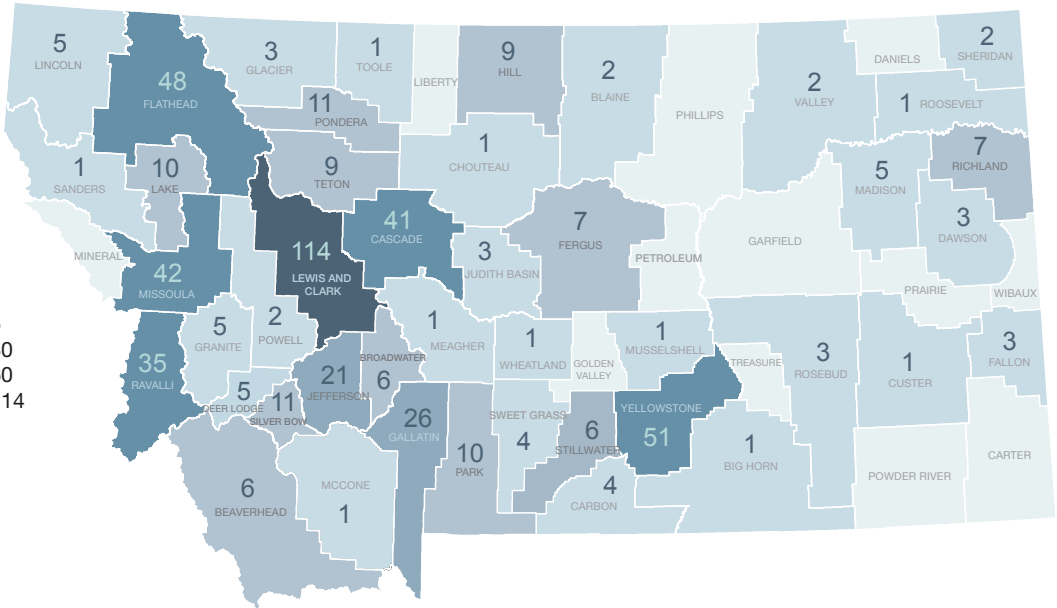 5
LINCOLN
48
FLATHEAD
3
GLACIER
1
TOOLE
LIBERTY
9
HILL
2
BLAINE
PHILLIPS
2
VALLEY
DANIELS
2
SHERIDAN
1 ROOSEVELT
11
PONDERA
1
SANDERS
10
LAKE
9
TETON
1
CHOUTEAU
5
MADISON
7
RICHLAND
MINERAL
42
MISSOULA
114
LEWIS AND
CLARK
41
CASCADE
3
JUDITH BASIN
7
FERGUS
PETROLEUM
GARFIELD
3
DAWSON
PRAIRIE
WIBAUX
5
GRANITE
2
POWELL
1
MEAGHER
1
WHEATLAND
GOLDEN
VALLEY
1
MUSSELSHELL
TREASURE
3
ROSEBUD
1
CUSTER
3
FALLON
0
0
14
35
RAVALLI
5
DEER LODGE
11
SILVER BOW
21
JEFFERSON
BROADWATER
6
26
GALLATIN
10
PARK
SWEET GRASS
4
6
STILLWATER
YELLOWSTONE
51
1
BIG HORN
POWDER RIVER
CARTER
6
BEAVERHEAD
MCCONE
1
4
CARBON